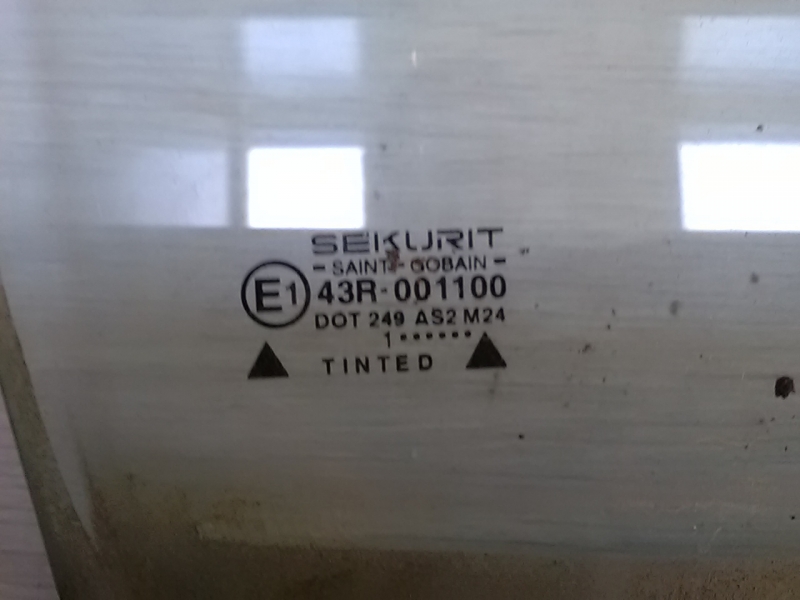 SEKURIT
- SAINT-GOBAIN -
E1 43R-001100
DOT 249 AS2 M24
1••••••
TINTED